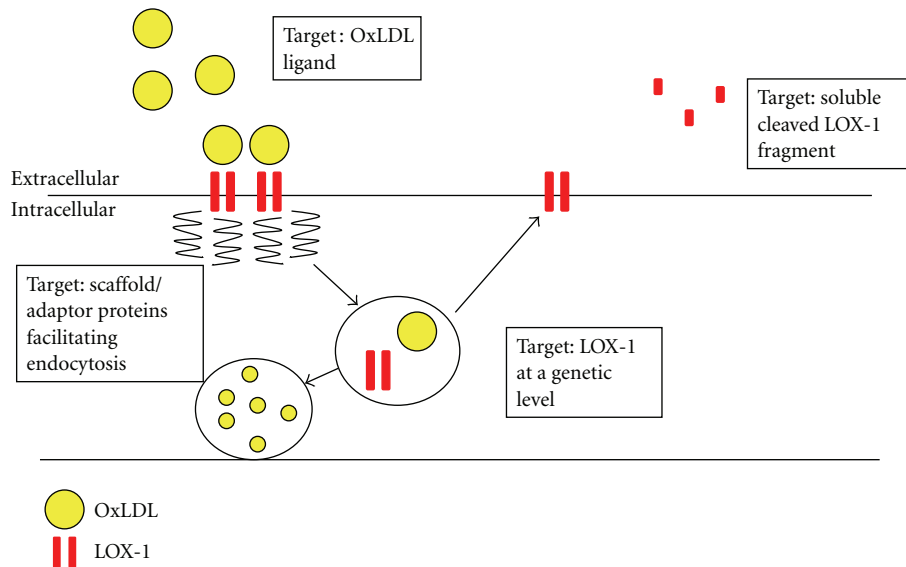 Target: OxLDL
ligand
Target: soluble
cleaved LOX-1
fragment
Extracellular
Intracellular
Target: scaffold/
adaptor proteins
facilitating
endocytosis
Target: LOX-1
at a genetic
level
OxLDL
LOX-1